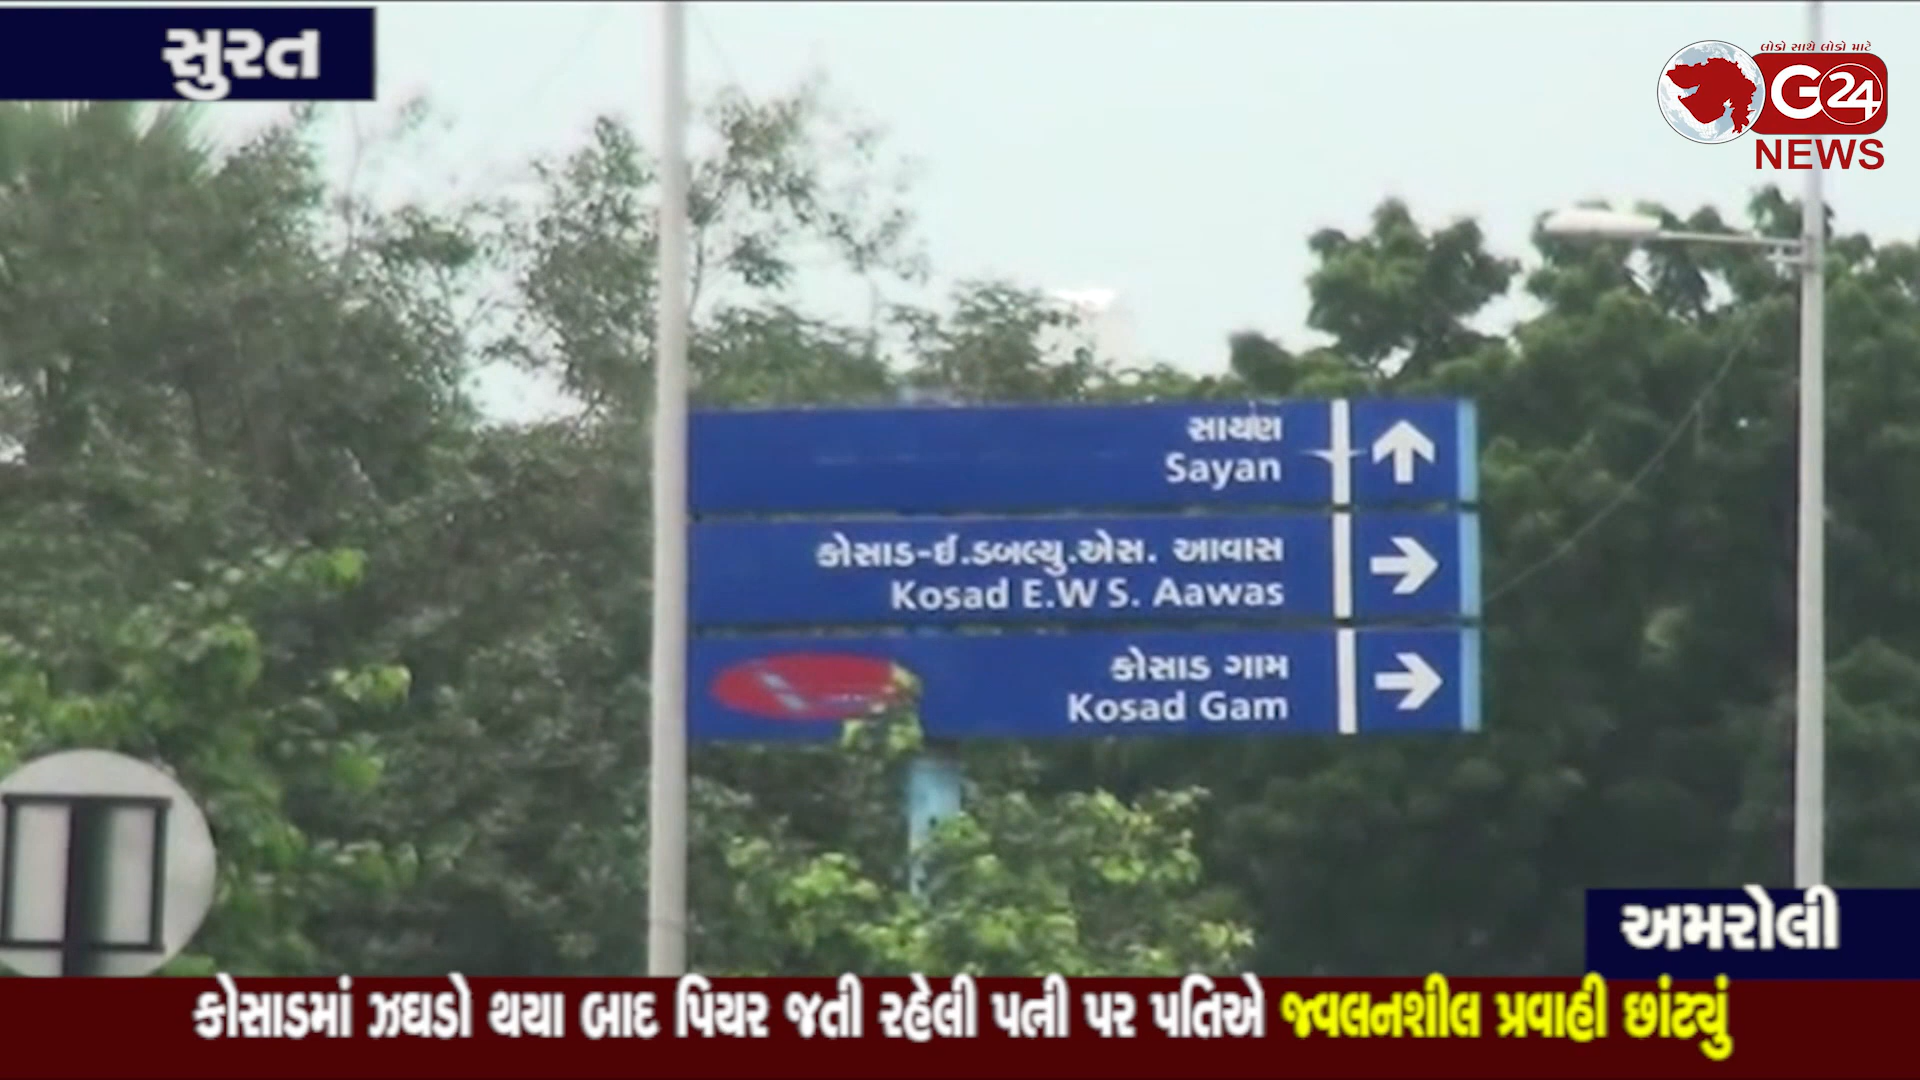 સુરત
લોકો સાથે લોકો માટે
G24
NEWS
સાયણ
Sayan
કોસાડ-ઈ.ડબલ્યુ.એસ. આવાસ
Kosad E.W S. Aawas
કોસાડ ગામ
Kosad Gam
અમરોલી
કોસાડમાં ઝઘડો થયા બાદ પિયર જતી રહેલી પત્ની પર પતિએ જ્વલનશીલ પ્રવાહી છાંટ્યું